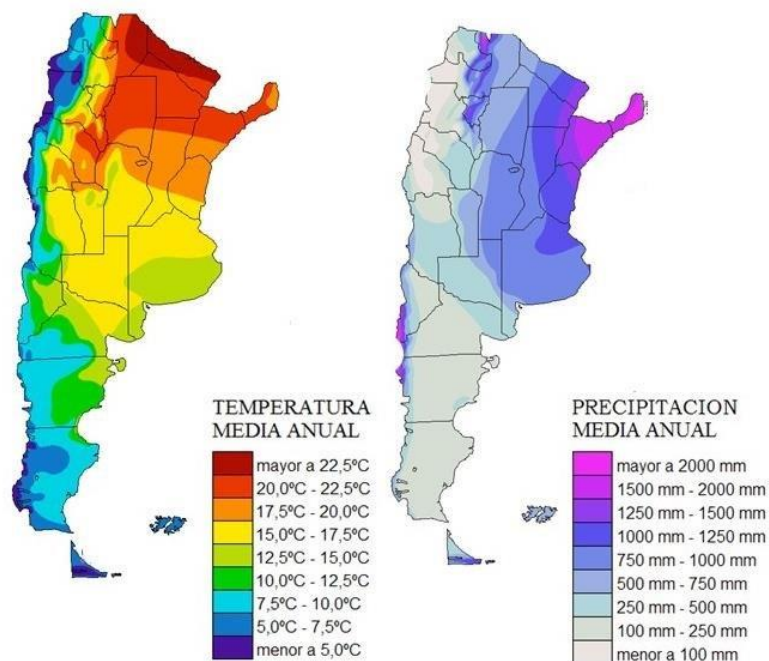 TEMPERATURA
MEDIA ANUAL
mayor a 22,5ºC
20,0ºC - 22,5ºC
17,5ºC - 20,0ºC
15,0ºC - 17,5ºC
12,5ºC - 15,0ºC
10,0ºC - 12,5ºC
7,5ºC - 10,0ºC
5,0ºC - 7,5ºC
menor a 5,0ºC
PRECIPITACION
MEDIA ANUAL
mayor a 2000 mm
1500 mm - 2000 mm
1250 mm - 1500 mm
1000 mm - 1250 mm
750 mm - 1000 mm
500 mm - 750 mm
250 mm - 500 mm
100 mm - 250 mm
menor a 100 mm